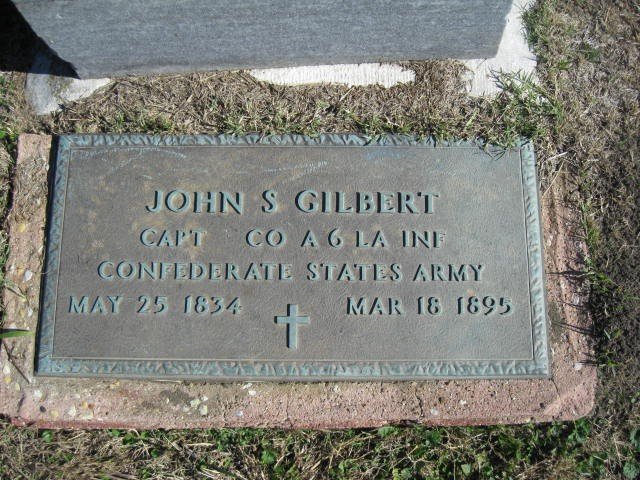 JOHN S GILBERT
CAPT CO A 6 LA INF
CONFEDERATE STATES ARMY
MAY 25 1834 MAR 18 1895